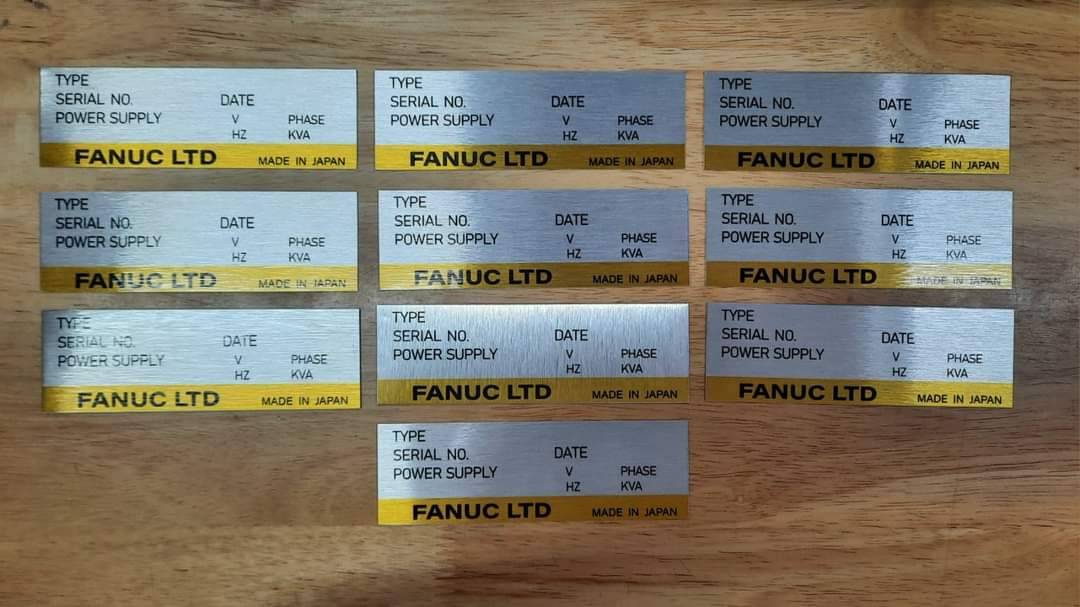 TYPE
SERIAL NO. DATE
POWER SUPPLY V PHASE
HZ KVA
FANUC LTD MADE IN JAPAN
TYPE
SERIAL NO. DATE
POWER SUPPLY V PHASE
HZ KVA
FANUC LTD MADE IN JAPAN
TYPE
SERIAL NO. DATE
POWER SUPPLY V PHASE
HZ KVA
FANUC LTD MADE IN JAPAN
TYPE
SERIAL NO. DATE
POWER SUPPLY V PHASE
HZ KVA
FANUC LTD MADE IN JAPAN
TYPE
SERIAL NO. DATE
POWER SUPPLY V PHASE
HZ KVA
FANUC LTD MADE IN JAPAN
TYPE
SERIAL NO. DATE
POWER SUPPLY V PHASE
HZ KVA
FANUC LTD MADE IN JAPAN
TYPE
SERIAL NO. DATE
POWER SUPPLY V PHASE
HZ KVA
FANUC LTD MADE IN JAPAN
TYPE
SERIAL NO. DATE
POWER SUPPLY V PHASE
HZ KVA
FANUC LTD MADE IN JAPAN
TYPE
SERIAL NO. DATE
POWER SUPPLY V PHASE
HZ KVA
FANUC LTD MADE IN JAPAN
TYPE
SERIAL NO. DATE
POWER SUPPLY V PHASE
HZ KVA
FANUC LTD MADE IN JAPAN